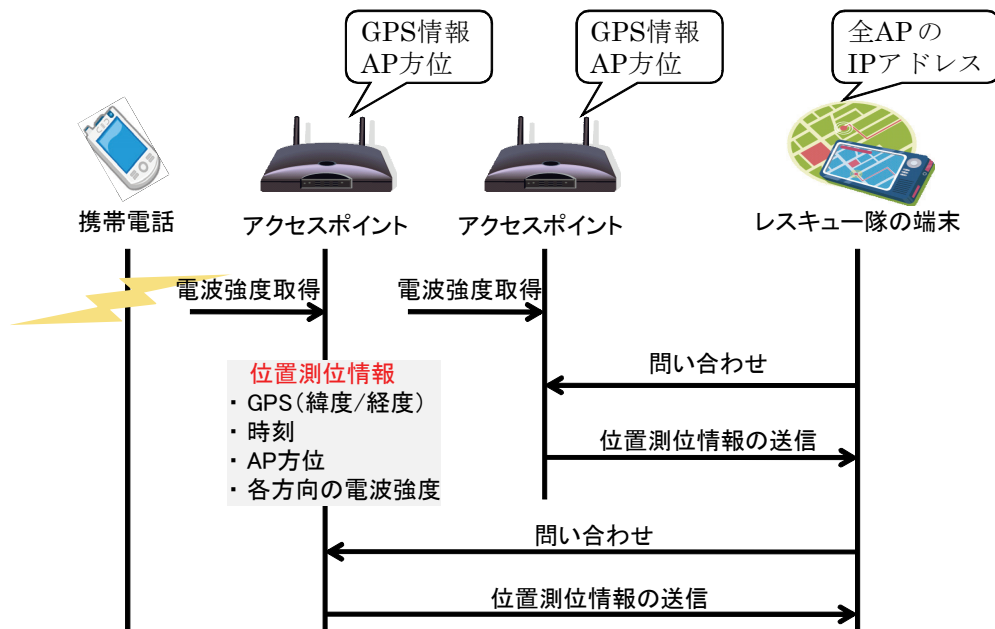 GPS情報
AP方位
GPS情報
AP方位
全APの
IPアドレス
携帯電話
アクセスポイント
アクセスポイント
レスキュー隊の端末
電波強度取得
電波強度取得
問い合わせ
位置測位情報
・ GPS(緯度/経度)
・ 時刻
・ AP方位
・ 各方向の電波強度
位置測位情報の送信
問い合わせ
位置測位情報の送信